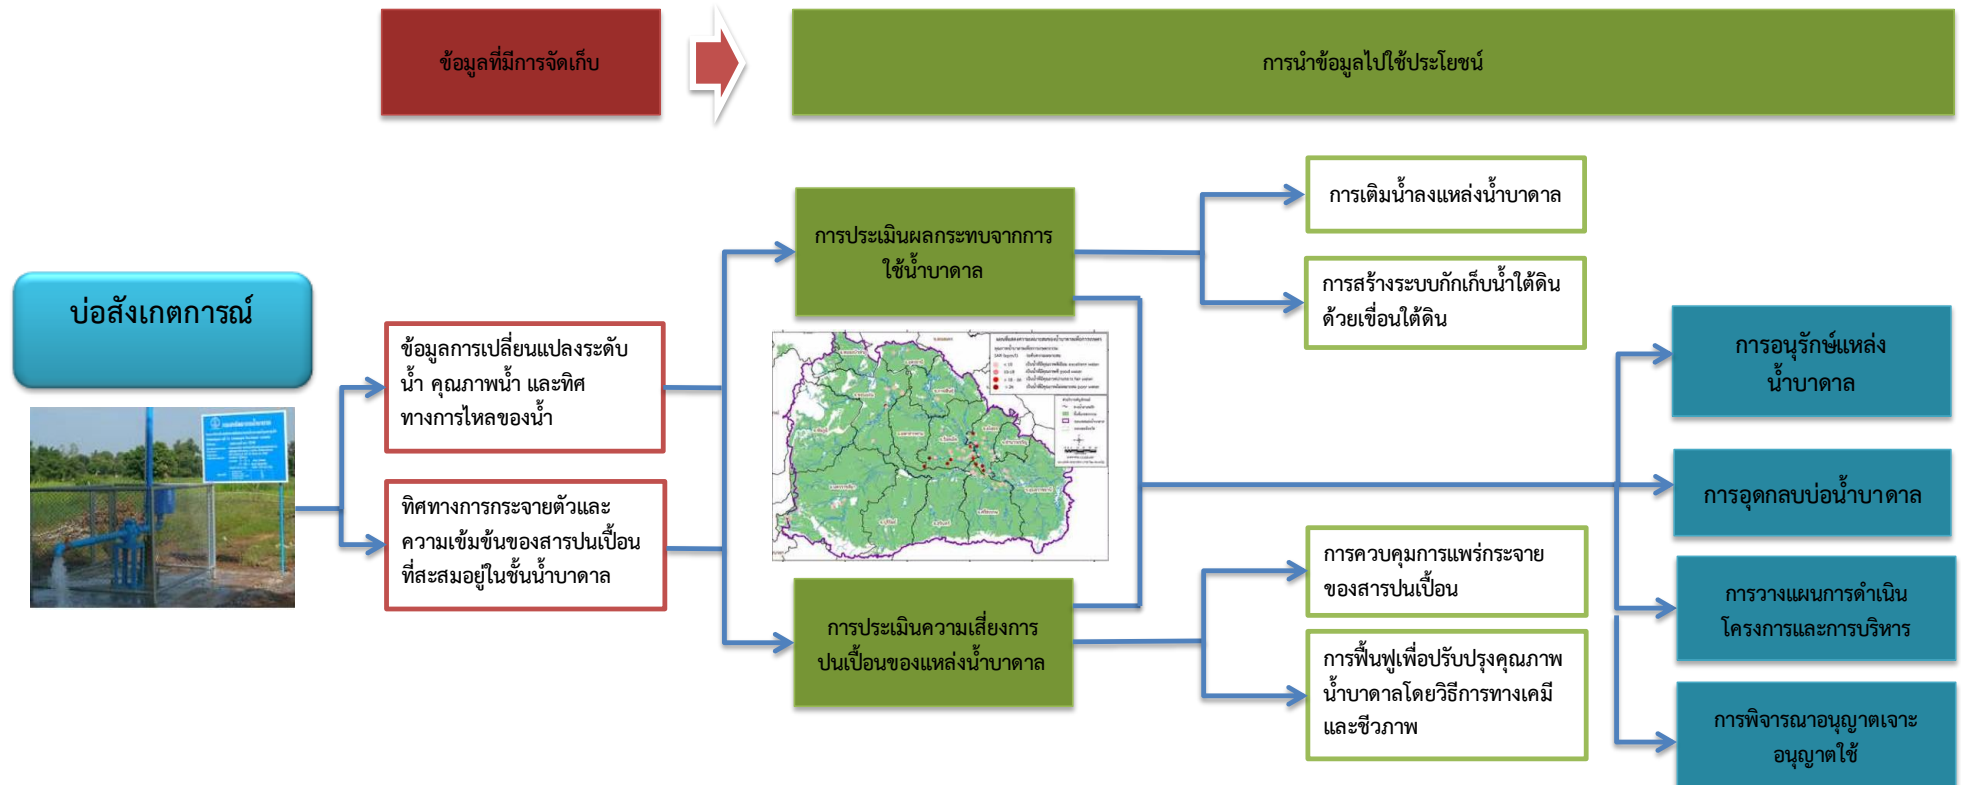 ข้อมูลที่มีการจัดเก็บ
การนำข้อมูลไปใช้ประโยชน์
บ่อสังเกตการณ์
ข้อมูลการเปลี่ยนแปลงระดับ
น้ำ คุณภาพน้ำ และทิศ
ทางการไหลของน้ำ
ทิศทางการกระจายตัวและ
ความเข้มข้นของสารปนเปื้อน
ที่สะสมอยู่ในชั้นน้ำบาดาล
การประเมินผลกระทบจากการ
ใช้น้ำบาดาล
การประเมินความเสี่ยงการ
ปนเปื้อนของแหล่งน้ำบาดาล
การเติมน้ำลงแหล่งน้ำบาดาล
การสร้างระบบกักเก็บน้ำใต้ดิน
ด้วยเขื่อนใต้ดิน
การควบคุมการแพร่กระจาย
ของสารปนเปื้อน
การฟื้นฟูเพื่อปรับปรุงคุณภาพ
น้ำบาดาลโดยวิธีการทางเคมี
และชีวภาพ
การอนุรักษ์แหล่ง
น้ำบาดาล
การอุดกลบบ่อน้ำบาดาล
การวางแผนการดำเนิน
โครงการและการบริหาร
การพิจารณาอนุญาตเจาะ
อนุญาตใช้